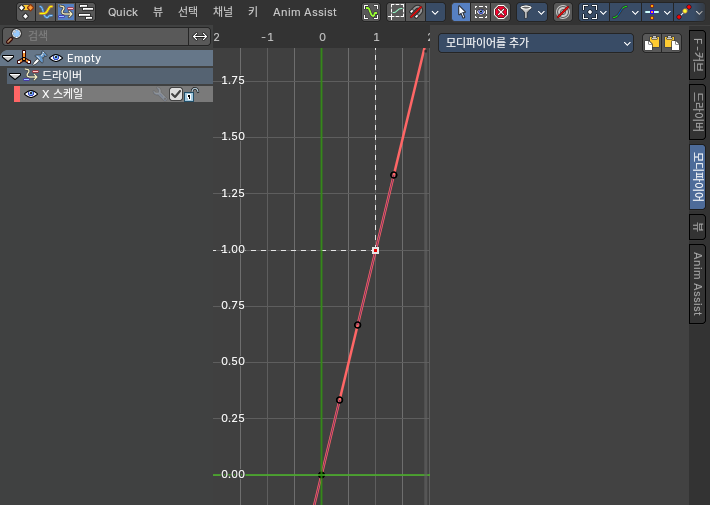 Quick 뷰 선택 채널 키 Anim Assist
검색
2 -1 0 1 2
모디파이어를 추가
Empty
드라이버
X 스케일
1.75
1.50
1.25
1.00
0.75
0.50
0.25
0.00
F-커브
드라이버
모디파이어
뷰
Anim Assist